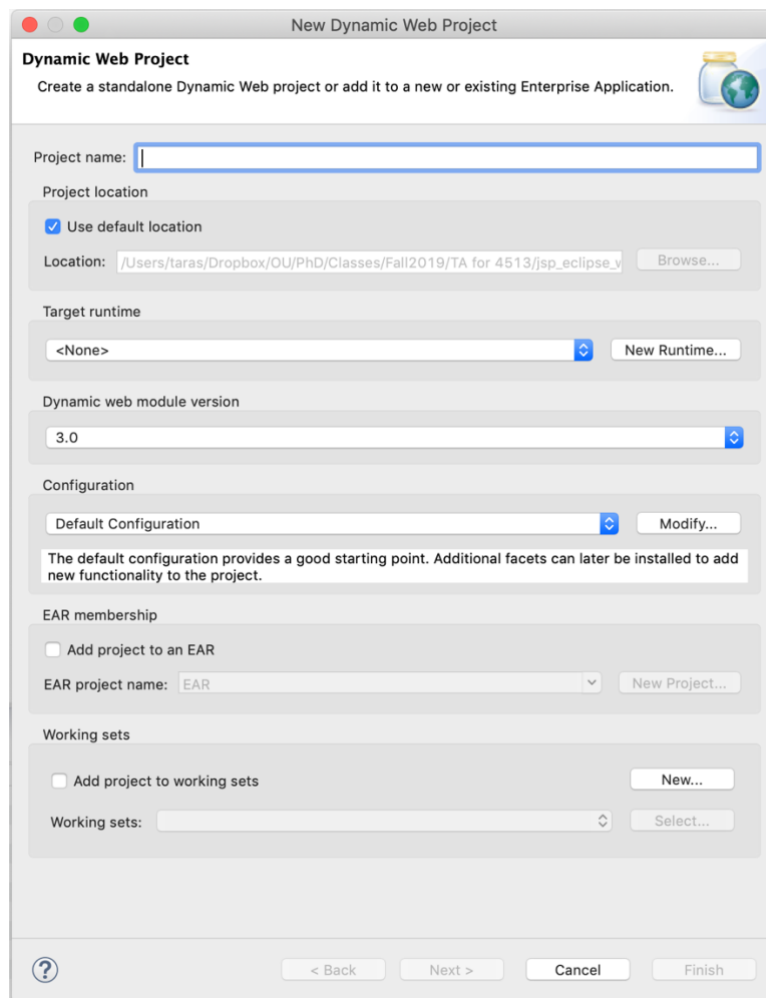 New Dynamic Web Project
Dynamic Web Project
Create a standalone Dynamic Web project or add it to a new or existing Enterprise Application.
Project name:
Project location
Use default location
Location: /Users/taras/Dropbox/OU/PhD/Classes/Fall2019/TA for 4513/jsp_eclipse_w Browse...
Target runtime
<None> New Runtime...
Dynamic web module version
3.0
Configuration
Default Configuration Modify...
The default configuration provides a good starting point. Additional facets can later be installed to add
new functionality to the project.
EAR membership
Add project to an EAR
EAR project name: EAR New Project...
Working sets
Add project to working sets New...
Working sets: Select...
? < Back Next > Cancel Finish